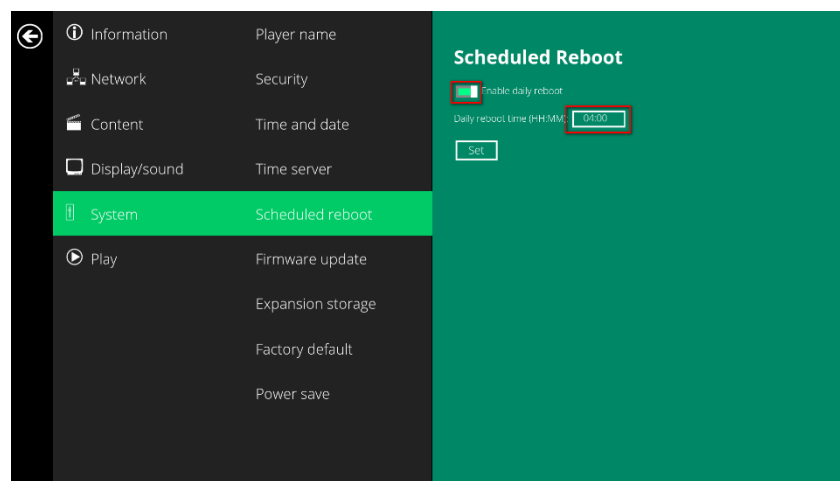 Information
Network
Content
Display/sound
System
Play
Player name
Security
Time and date
Time server
Scheduled reboot
Firmware update
Expansion storage
Factory default
Power save
Scheduled Reboot
Enable daily reboot
Daily reboot time (HH:MM): 04:00
Set